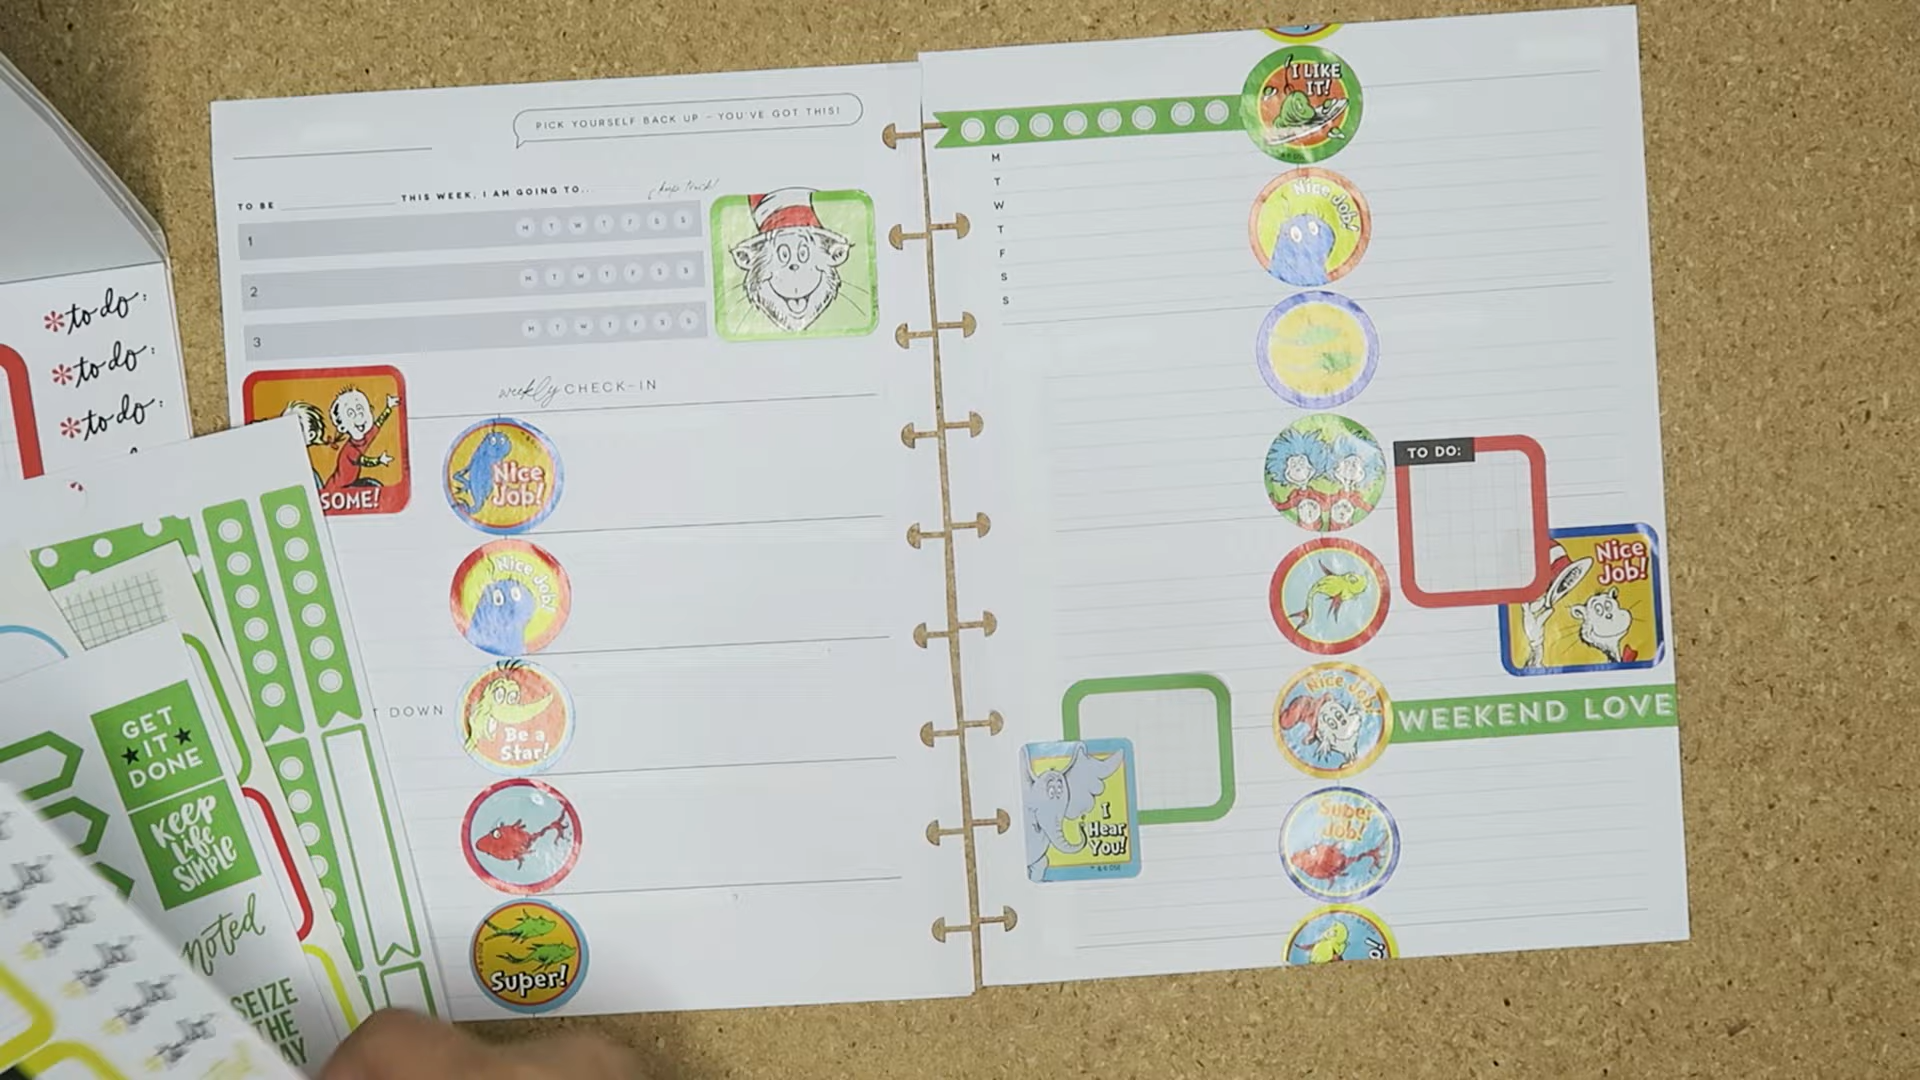 PICK YOURSELF BACK UP - YOU'VE GOT THIS!
TO BE
THIS WEEK, I AM GOING TO...
1 M T W T F S S
2 M T W T F S S
3 M T W T F S S
weekly CHECK-IN
SOME!
Nice
Job!
Nice Job!
DOWN
Be a
Star!
Super!
*to do:
*to do:
*to do:
GET
IT
DONE
KEEP
LIFE
SIMPLE
noted
SEIZE
THE
I LIKE
IT!
M
T
W
T
F
S
S
Nice Job!
TO DO:
Nice
Job!
Nice Job!
WEEKEND LOVE
I
Hear
You!
Super
Job!